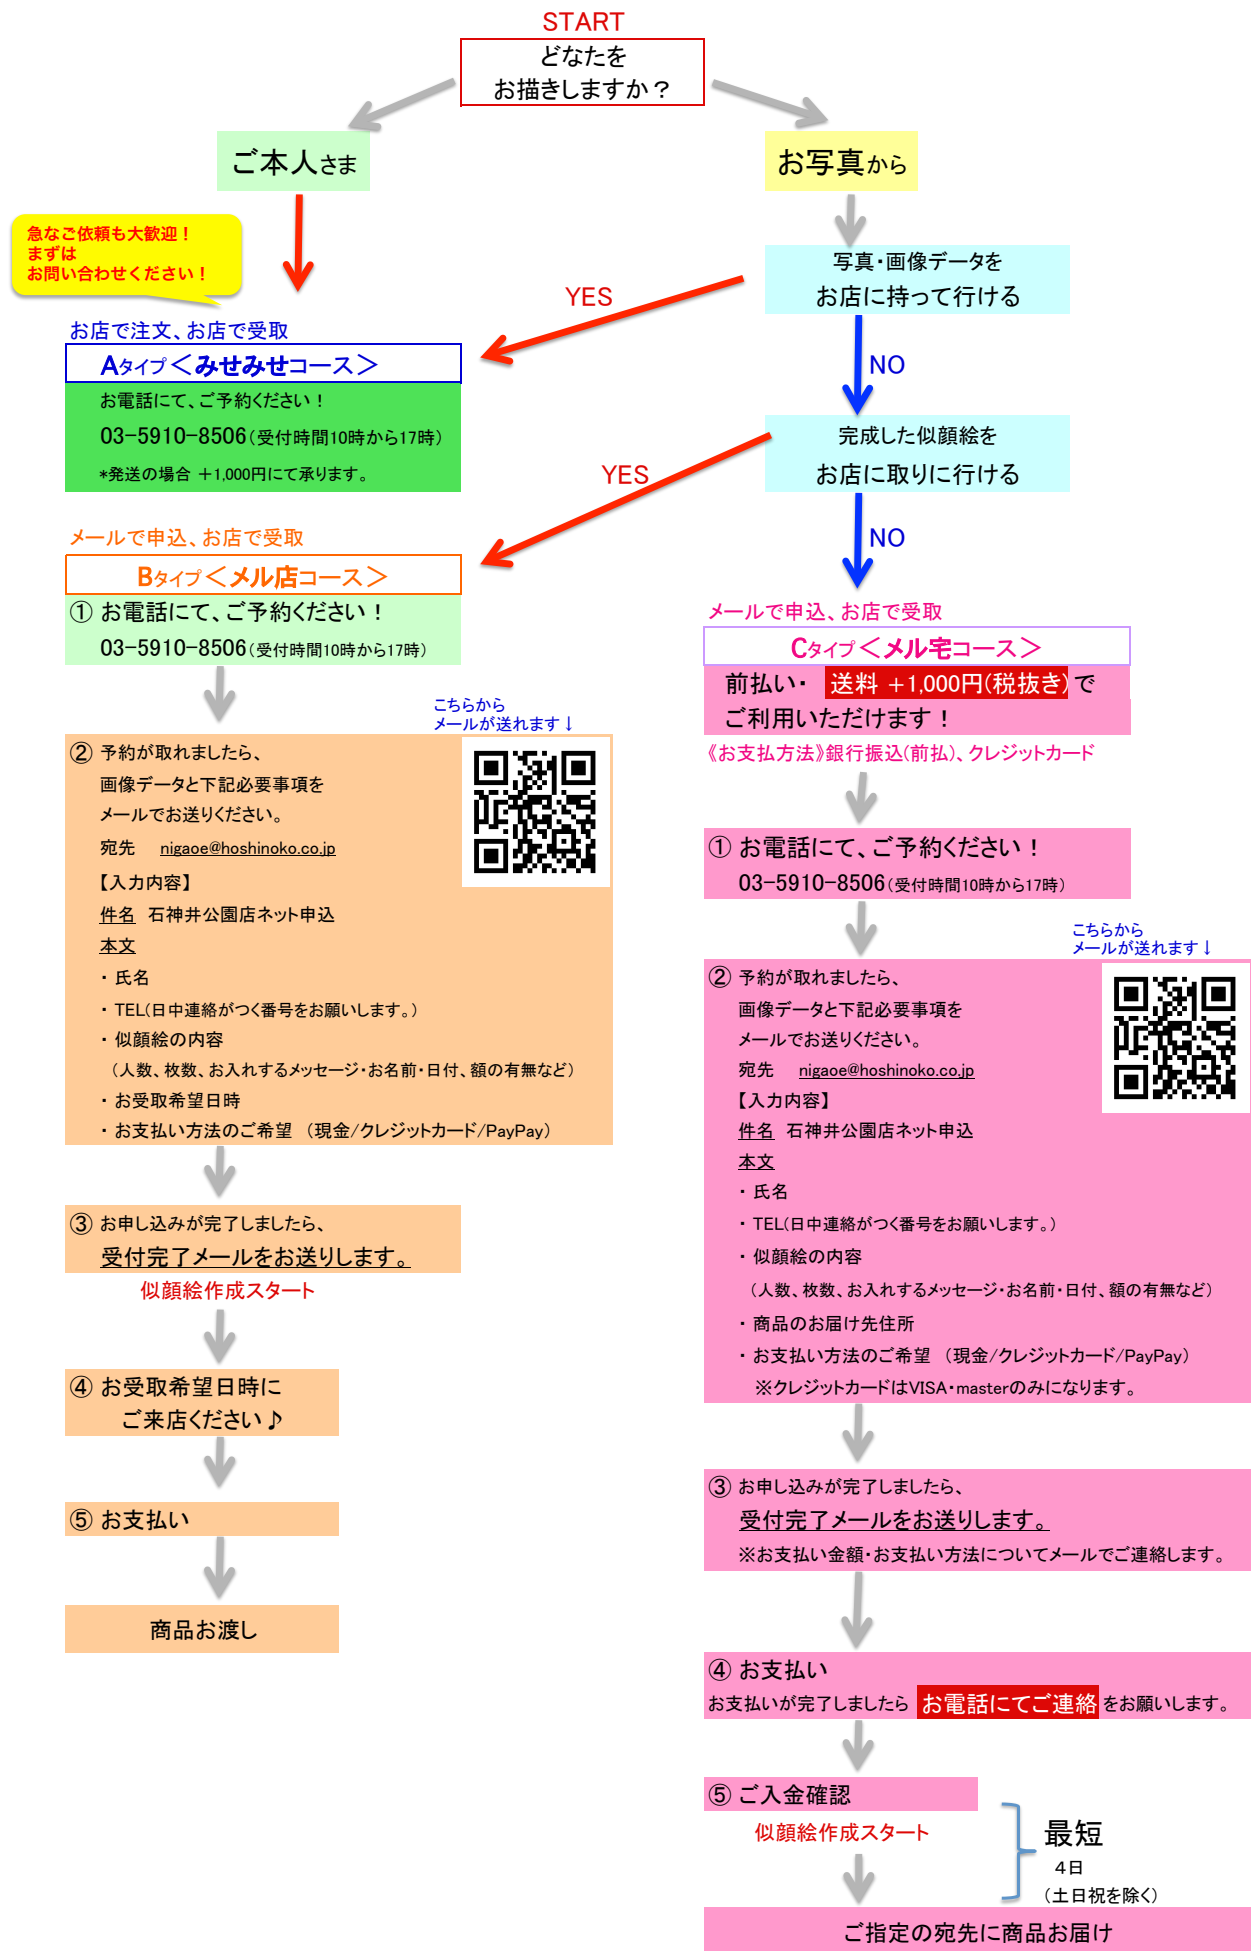 START
どなたを
お描きしますか？
ご本人さま
お写真から
急なご依頼も大歓迎！
まずは
お問い合わせください！
写真・画像データを
お店に持って行ける
YES
NO
お店で注文、お店で受取
Aタイプ＜みせみせコース＞
お電話にて、ご予約ください！
03-5910-8506（受付時間10時から17時）
*発送の場合 ＋1,000円にて承ります。
完成した似顔絵を
お店に取りに行ける
YES
NO
メールで申込、お店で受取
Bタイプ＜メル店コース＞
① お電話にて、ご予約ください！
03-5910-8506（受付時間10時から17時）
こちらから
メールが送れます↓
② 予約が取れましたら、
画像データと下記必要事項を
メールでお送りください。
宛先 nigaoe@hoshinoko.co.jp
【入力内容】
件名 石神井公園店ネット申込
本文
・ 氏名
・ TEL(日中連絡がつく番号をお願いします。)
・ 似顔絵の内容
（人数、枚数、お入れするメッセージ・お名前・日付、額の有無など）
・ お受取希望日時
・ お支払い方法のご希望 （現金/クレジットカード/PayPay）
③ お申し込みが完了しましたら、
受付完了メールをお送りします。
似顔絵作成スタート
④ お受取希望日時に
ご来店ください♪
⑤ お支払い
商品お渡し
メールで申込、お店で受取
Cタイプ＜メル宅コース＞
前払い・ 送料 ＋1,000円(税抜き)で
ご利用いただけます！
《お支払方法》銀行振込(前払)、クレジットカード
① お電話にて、ご予約ください！
03-5910-8506（受付時間10時から17時）
こちらから
メールが送れます↓
② 予約が取れましたら、
画像データと下記必要事項を
メールでお送りください。
宛先 nigaoe@hoshinoko.co.jp
【入力内容】
件名 石神井公園店ネット申込
本文
・ 氏名
・ TEL(日中連絡がつく番号をお願いします。)
・ 似顔絵の内容
（人数、枚数、お入れするメッセージ・お名前・日付、額の有無など）
・ 商品のお届け先住所
・ お支払い方法のご希望 （現金/クレジットカード/PayPay）
※クレジットカードはVISA・masterのみになります。
③ お申し込みが完了しましたら、
受付完了メールをお送りします。
※お支払い金額・お支払い方法についてメールでご連絡します。
④ お支払い
お支払いが完了しましたら お電話にてご連絡 をお願いします。
⑤ ご入金確認
似顔絵作成スタート
最短
４日
（土日祝を除く）
ご指定の宛先に商品お届け